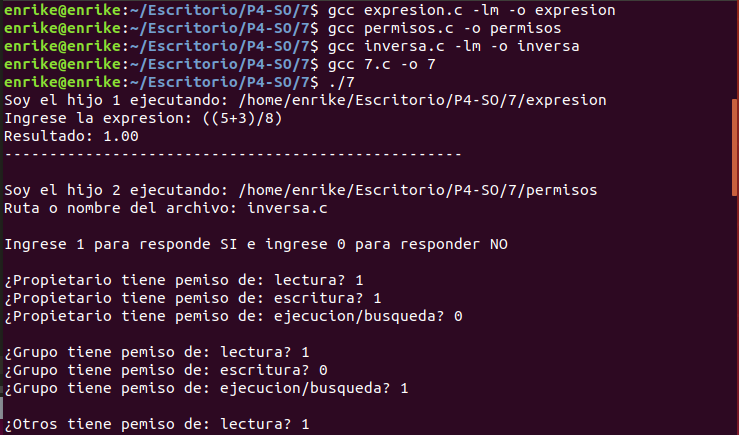 enrike@enrike:~/Escritorio/P4-SO/7$ gcc expresion.c -lm -o expresion
enrike@enrike:~/Escritorio/P4-SO/7$ gcc permisos.c -o permisos
enrike@enrike:~/Escritorio/P4-SO/7$ gcc inversa.c -lm -o inversa
enrike@enrike:~/Escritorio/P4-SO/7$ gcc 7.c -o 7
enrike@enrike:~/Escritorio/P4-SO/7$ ./7
Soy el hijo 1 ejecutando: /home/enrike/Escritorio/P4-SO/7/expresion
Ingrese la expresion: ((5+3)/8)
Resultado: 1.00
---------------------------------------------------
Soy el hijo 2 ejecutando: /home/enrike/Escritorio/P4-SO/7/permisos
Ruta o nombre del archivo: inversa.c
Ingrese 1 para responde SI e ingrese 0 para responder NO
¿Propietario tiene pemiso de: lectura? 1
¿Propietario tiene pemiso de: escritura? 1
¿Propietario tiene pemiso de: ejecucion/busqueda? 0
¿Grupo tiene pemiso de: lectura? 1
¿Grupo tiene pemiso de: escritura? 0
¿Grupo tiene pemiso de: ejecucion/busqueda? 1
¿Otros tiene pemiso de: lectura? 1